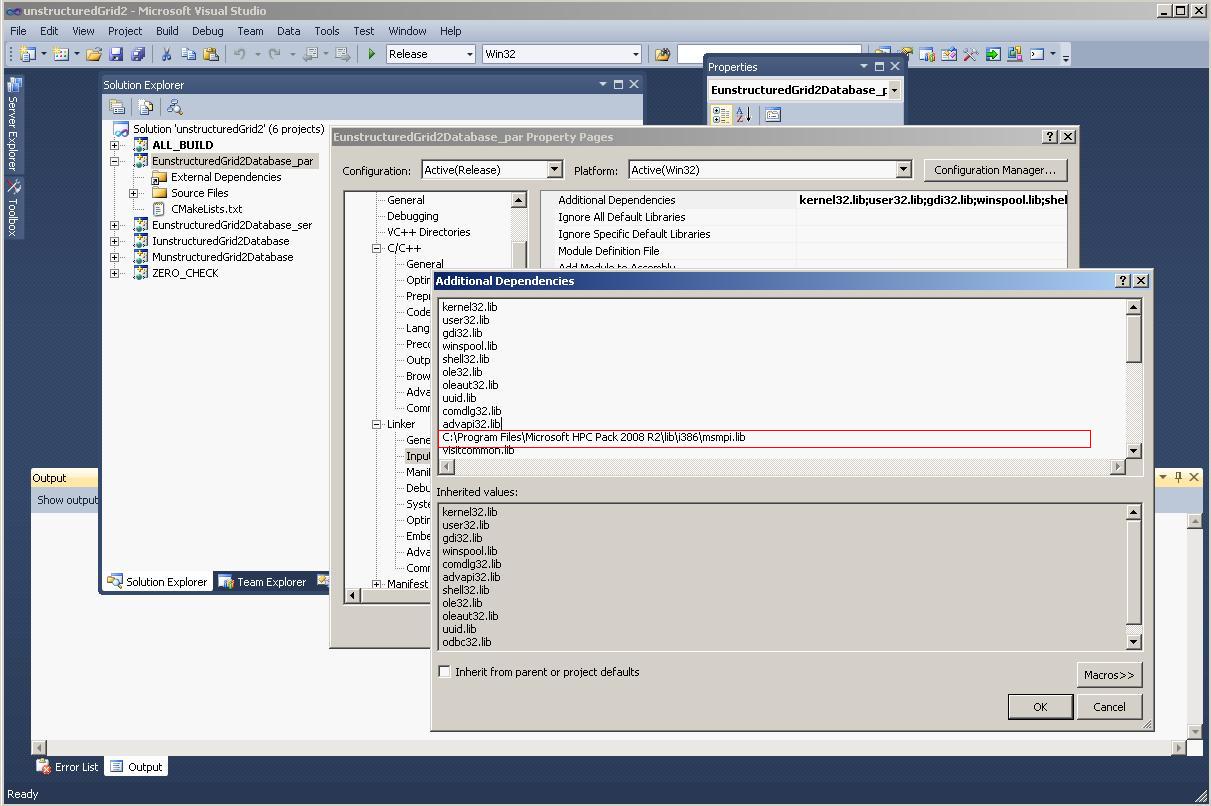 unstructuredGrid2 - Microsoft Visual Studio
File Edit View Project Build Debug Team Data Tools Test Window Help
Release Win32
Server Explorer
Toolbox
Solution Explorer
Solution 'unstructuredGrid2' (6 projects)
ALL_BUILD
EunstructuredGrid2Database_par
External Dependencies
Source Files
CMakeLists.txt
EunstructuredGrid2Database_ser
IunstructuredGrid2Database
MunstructuredGrid2Database
ZERO_CHECK
Solution Explorer Team Explorer
Properties
EunstructuredGrid2Database_p
EunstructuredGrid2Database_par Property Pages
Configuration: Active(Release) Platform: Active(Win32) Configuration Manager...
General
Debugging
VC++ Directories
C/C++
General
Optin
Prepr
Code
Lang
Preco
Outp
Brow
Adva
Comm
Linker
Gene
Input
Manif
Debu
Syste
Optin
Embe
Adva
Comm
Manifest
Additional Dependencies kernel32.lib;user32.lib;gdi32.lib;winspool.lib;shel
Ignore All Default Libraries
Ignore Specific Default Libraries
Module Definition File
Add Module to Assembly
Additional Dependencies
kernel32.lib
user32.lib
gdi32.lib
winspool.lib
shell32.lib
ole32.lib
oleaut32.lib
uuid.lib
comdlg32.lib
advapi32.lib
C:\Program Files\Microsoft HPC Pack 2008 R2\lib\i386\msmpi.lib
visitcommon.lib
Inherited values:
kernel32.lib
user32.lib
gdi32.lib
winspool.lib
comdlg32.lib
advapi32.lib
shell32.lib
ole32.lib
oleaut32.lib
uuid.lib
odbc32.lib
Inherit from parent or project defaults
Macros>>
OK Cancel
Output
Show output
Error List Output
Ready